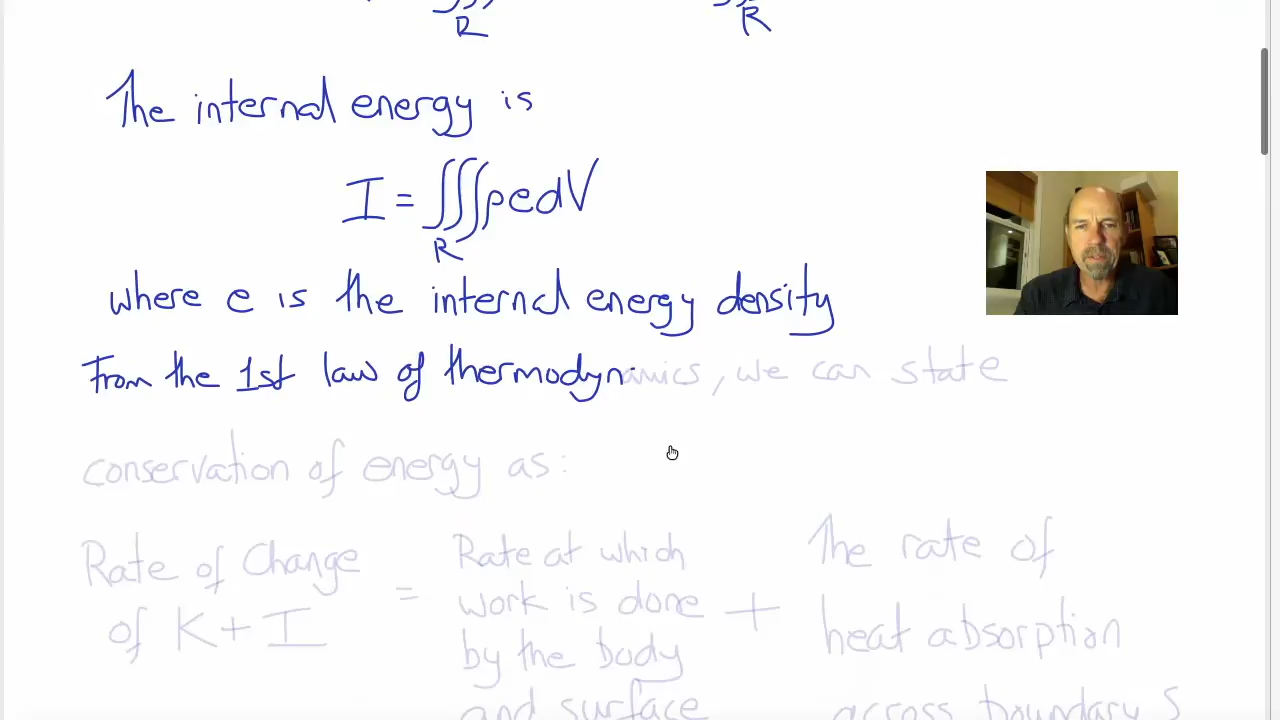 R R
The internal energy is
I = ∭ρedV
R
where e is the internal energy density
From the 1st law of thermodynamics, we can state
conservation of energy as:
Rate of Change
of K + I
=
Rate at which
work is done
by the body
and surface
+
The rate of
heat absorption
across boundary S